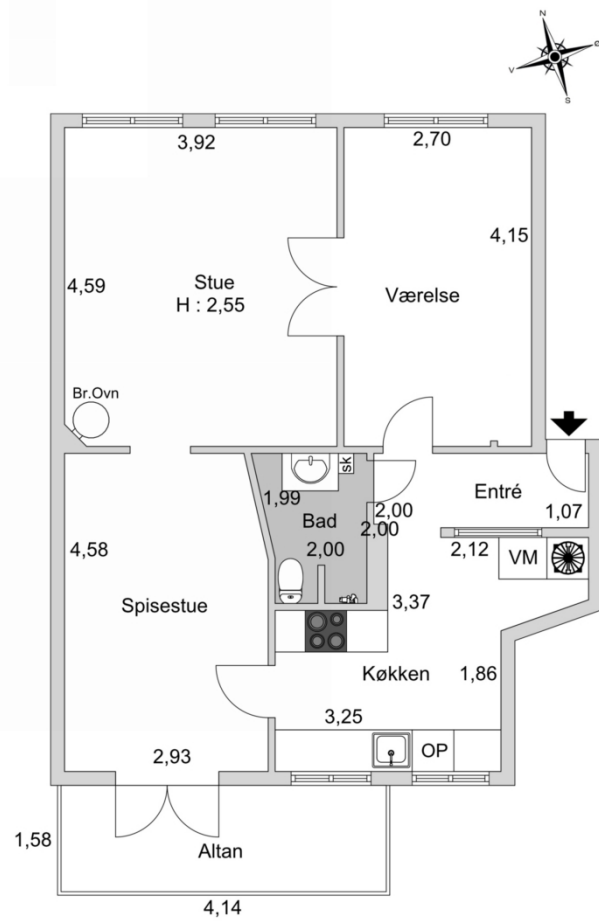 N
V
Ø
S
3,92
2,70
4,15
4,59
Stue
H : 2,55
Værelse
Br.Ovn
sk
1,99
Bad
2,00
2,00
2,00
Entré
1,07
4,58
2,12
VM
Spisestue
3,37
Køkken
1,86
3,25
2,93
OP
1,58
Altan
4,14